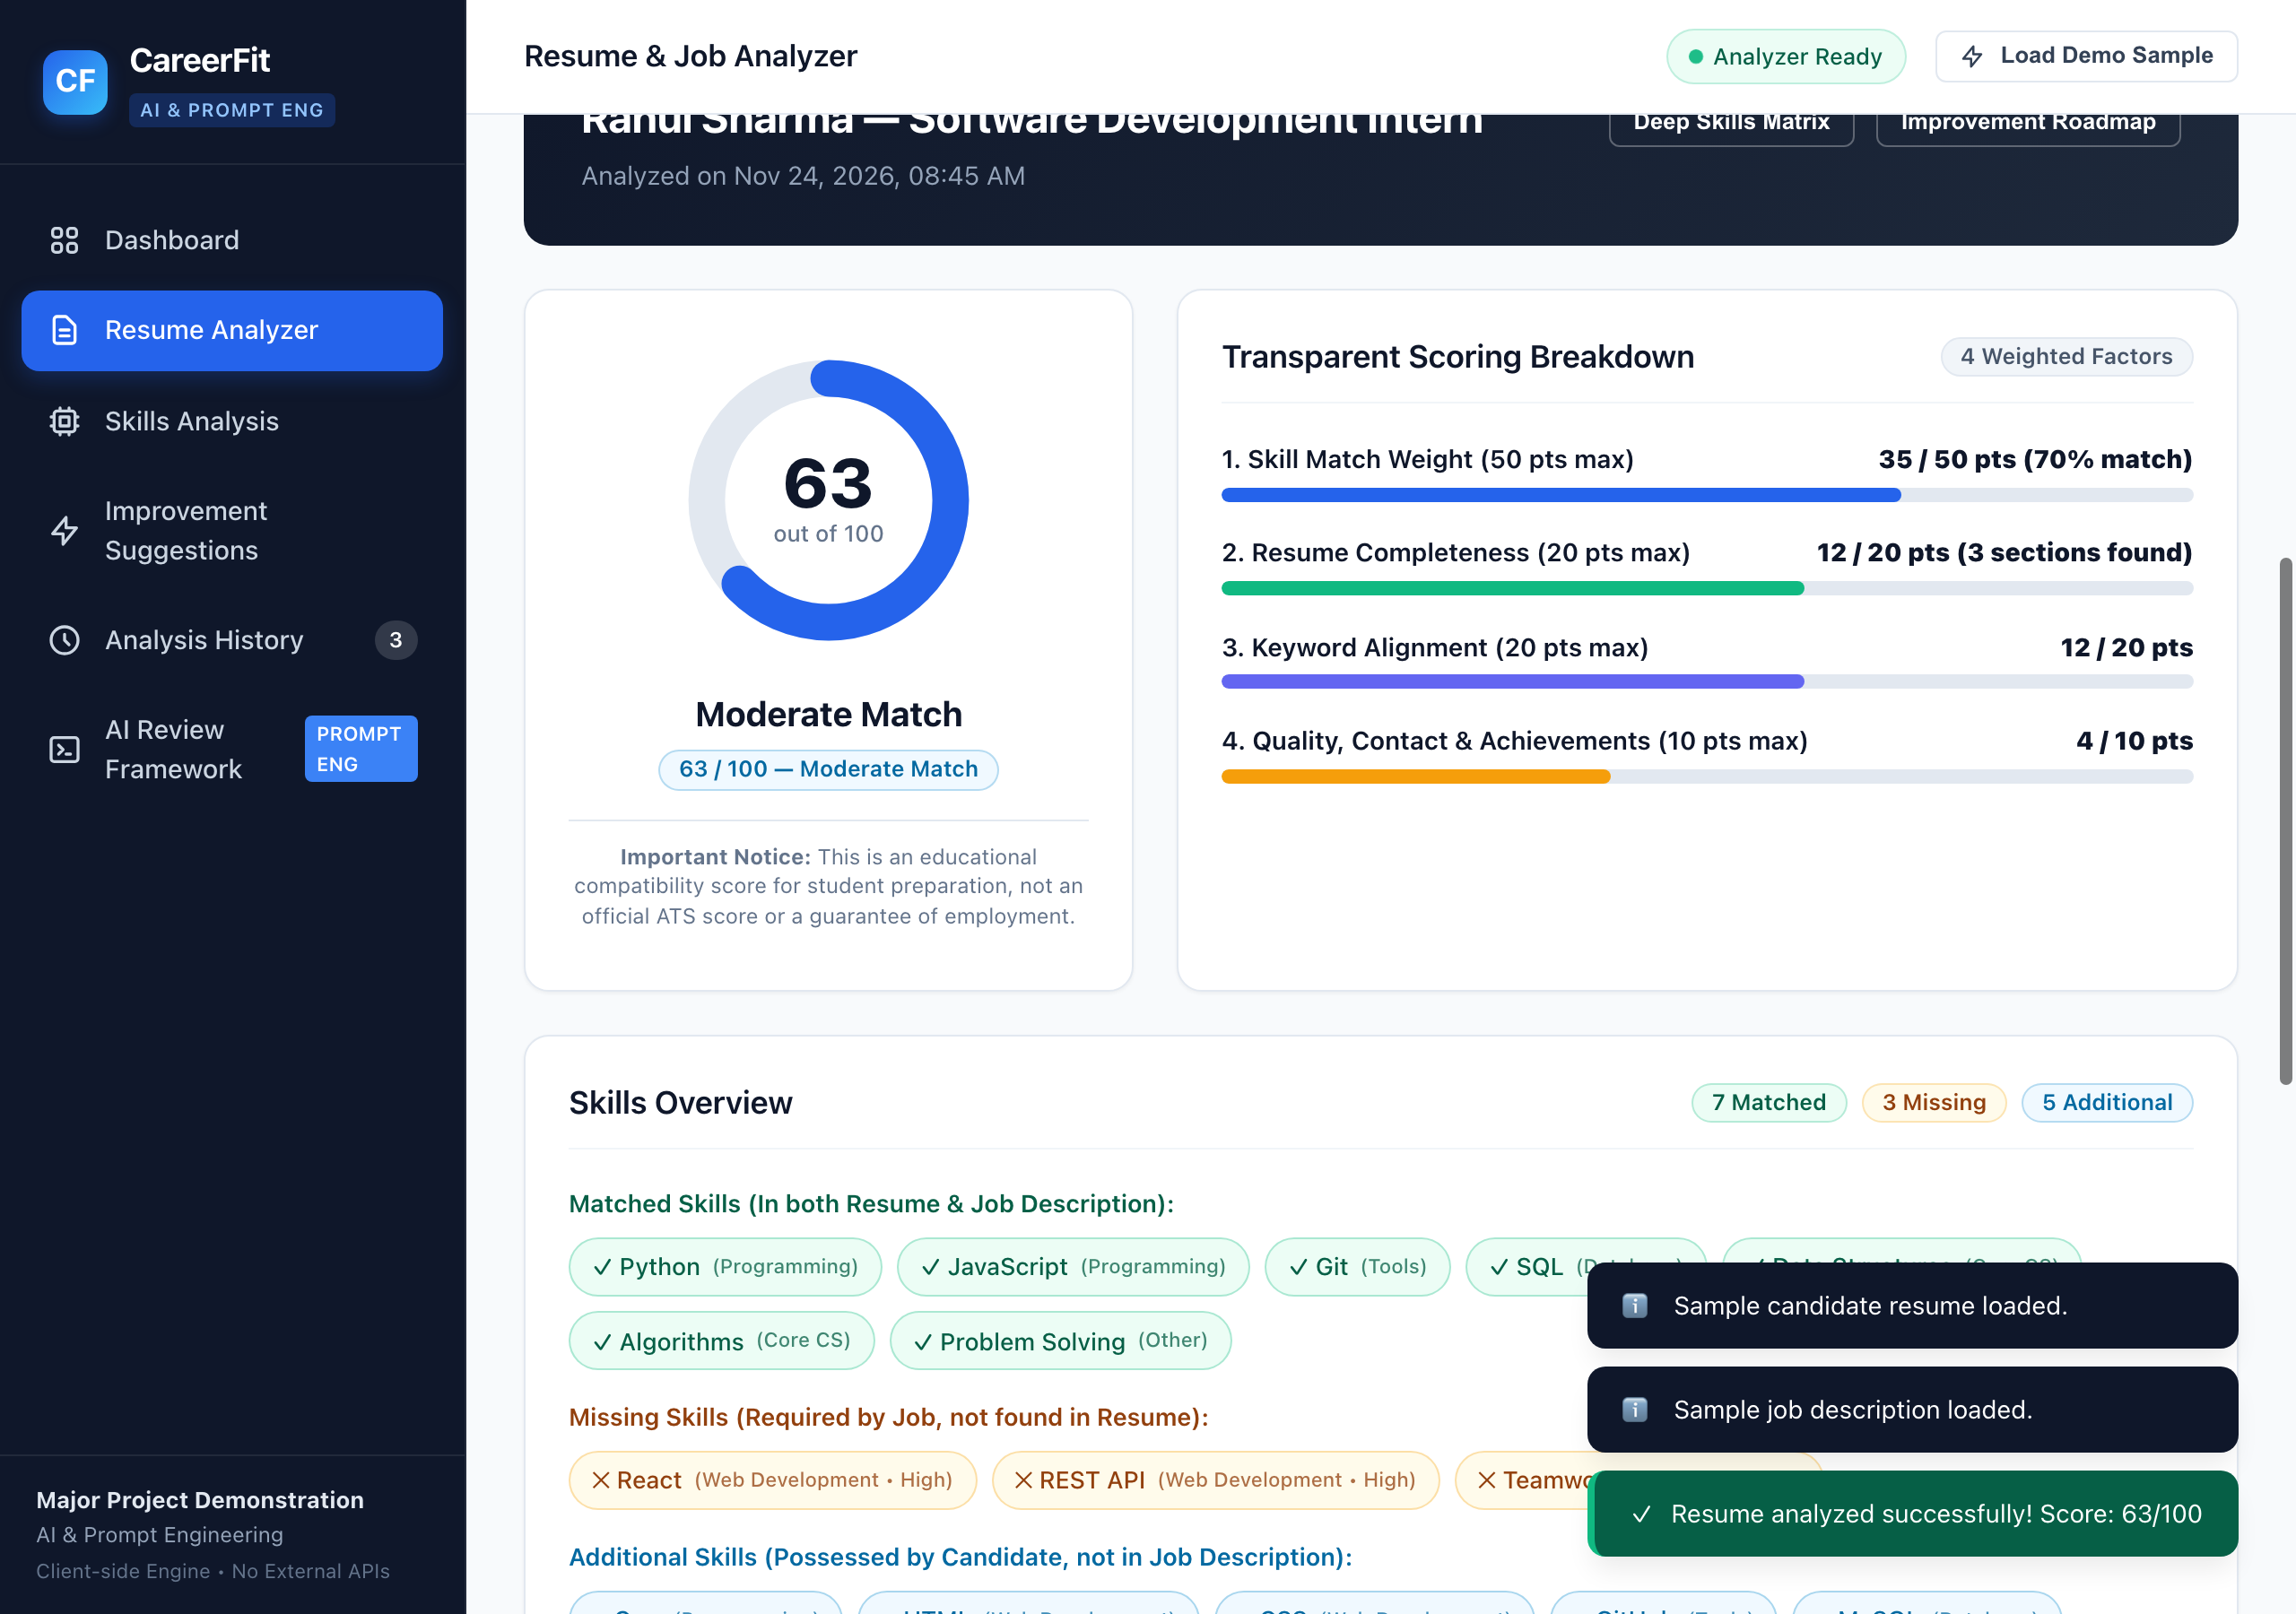 CF
CareerFit
AI & PROMPT ENG
Dashboard
Resume Analyzer
Skills Analysis
Improvement
Suggestions
Analysis History 3
AI Review
Framework
PROMPT
ENG
Major Project Demonstration
AI & Prompt Engineering
Client-side Engine • No External APIs
Resume & Job Analyzer
Analyzer Ready
Load Demo Sample
Rahul Sharma — Software Development Intern
Deep Skills Matrix
Improvement Roadmap
Analyzed on Nov 24, 2026, 08:45 AM
63
out of 100
Moderate Match
63 / 100 — Moderate Match
Important Notice: This is an educational
compatibility score for student preparation, not an
official ATS score or a guarantee of employment.
Transparent Scoring Breakdown
4 Weighted Factors
1. Skill Match Weight (50 pts max) 35 / 50 pts (70% match)
2. Resume Completeness (20 pts max) 12 / 20 pts (3 sections found)
3. Keyword Alignment (20 pts max) 12 / 20 pts
4. Quality, Contact & Achievements (10 pts max) 4 / 10 pts
Skills Overview
7 Matched
3 Missing
5 Additional
Matched Skills (In both Resume & Job Description):
✓ Python (Programming) ✓ JavaScript (Programming) ✓ Git (Tools) ✓ SQL
✓ Algorithms (Core CS) ✓ Problem Solving (Other)
Missing Skills (Required by Job, not found in Resume):
✕ React (Web Development • High) ✕ REST API (Web Development • High) ✕
Additional Skills (Possessed by Candidate, not in Job Description):
Sample candidate resume loaded.
Sample job description loaded.
✓ Resume analyzed successfully! Score: 63/100